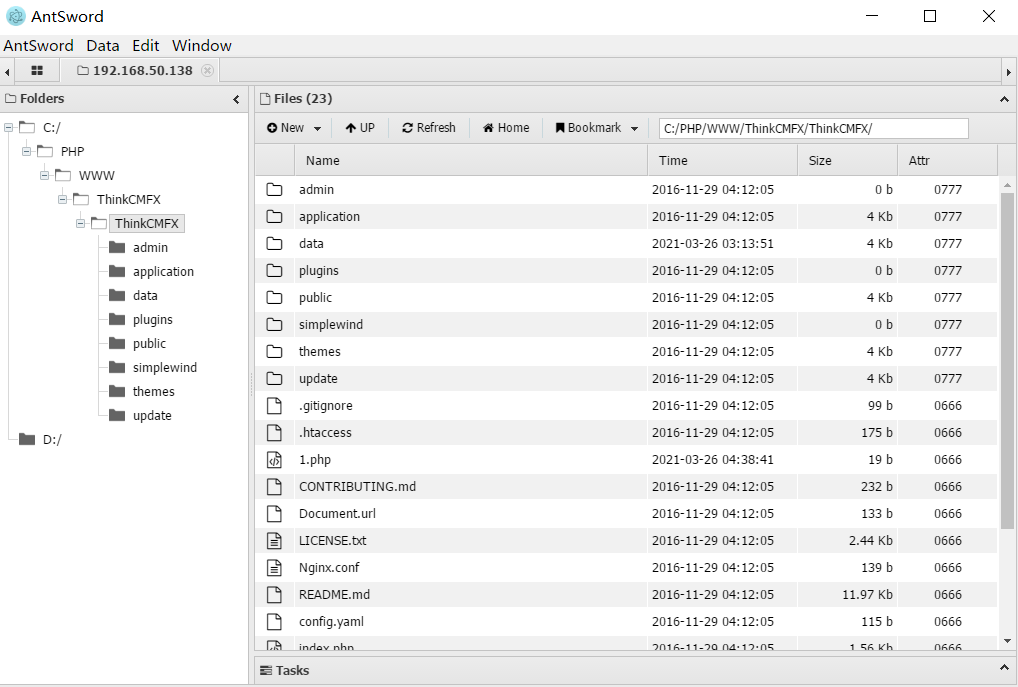 AntSword
AntSword Data Edit Window
192.168.50.138
Folders
Files (23)
New UP Refresh Home Bookmark C:/PHP/WWW/ThinkCMFX/ThinkCMFX/
Name Time Size Attr
C:/
PHP
WWW
ThinkCMFX
ThinkCMFX
admin
application
data
plugins
public
simplewind
themes
update
D:/
admin 2016-11-29 04:12:05 0 b 0777
application 2016-11-29 04:12:05 4 Kb 0777
data 2021-03-26 03:13:51 4 Kb 0777
plugins 2016-11-29 04:12:05 0 b 0777
public 2016-11-29 04:12:05 4 Kb 0777
simplewind 2016-11-29 04:12:05 0 b 0777
themes 2016-11-29 04:12:05 4 Kb 0777
update 2016-11-29 04:12:05 4 Kb 0777
.gitignore 2016-11-29 04:12:05 99 b 0666
.htaccess 2016-11-29 04:12:05 175 b 0666
1.php 2021-03-26 04:38:41 19 b 0666
CONTRIBUTING.md 2016-11-29 04:12:05 232 b 0666
Document.url 2016-11-29 04:12:05 133 b 0666
LICENSE.txt 2016-11-29 04:12:05 2.44 Kb 0666
Nginx.conf 2016-11-29 04:12:05 139 b 0666
README.md 2016-11-29 04:12:05 11.97 Kb 0666
config.yaml 2016-11-29 04:12:05 115 b 0666
index.php 2016-11-29 04:12:05 1.56 Kb 0666
Tasks